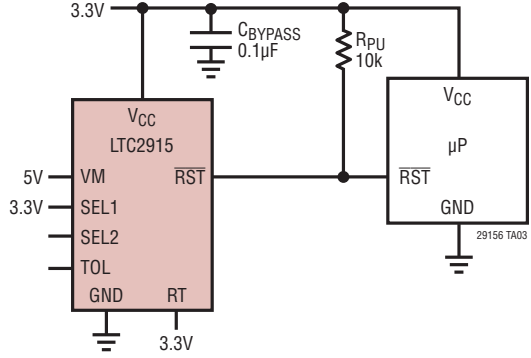 3.3V
CBYPASS
0.1µF
RPU
10k
VCC
LTC2915
VCC
µP
5V
VM
RST
RST
3.3V
SEL1
SEL2
GND
TOL
29156 TA03
GND
RT
3.3V